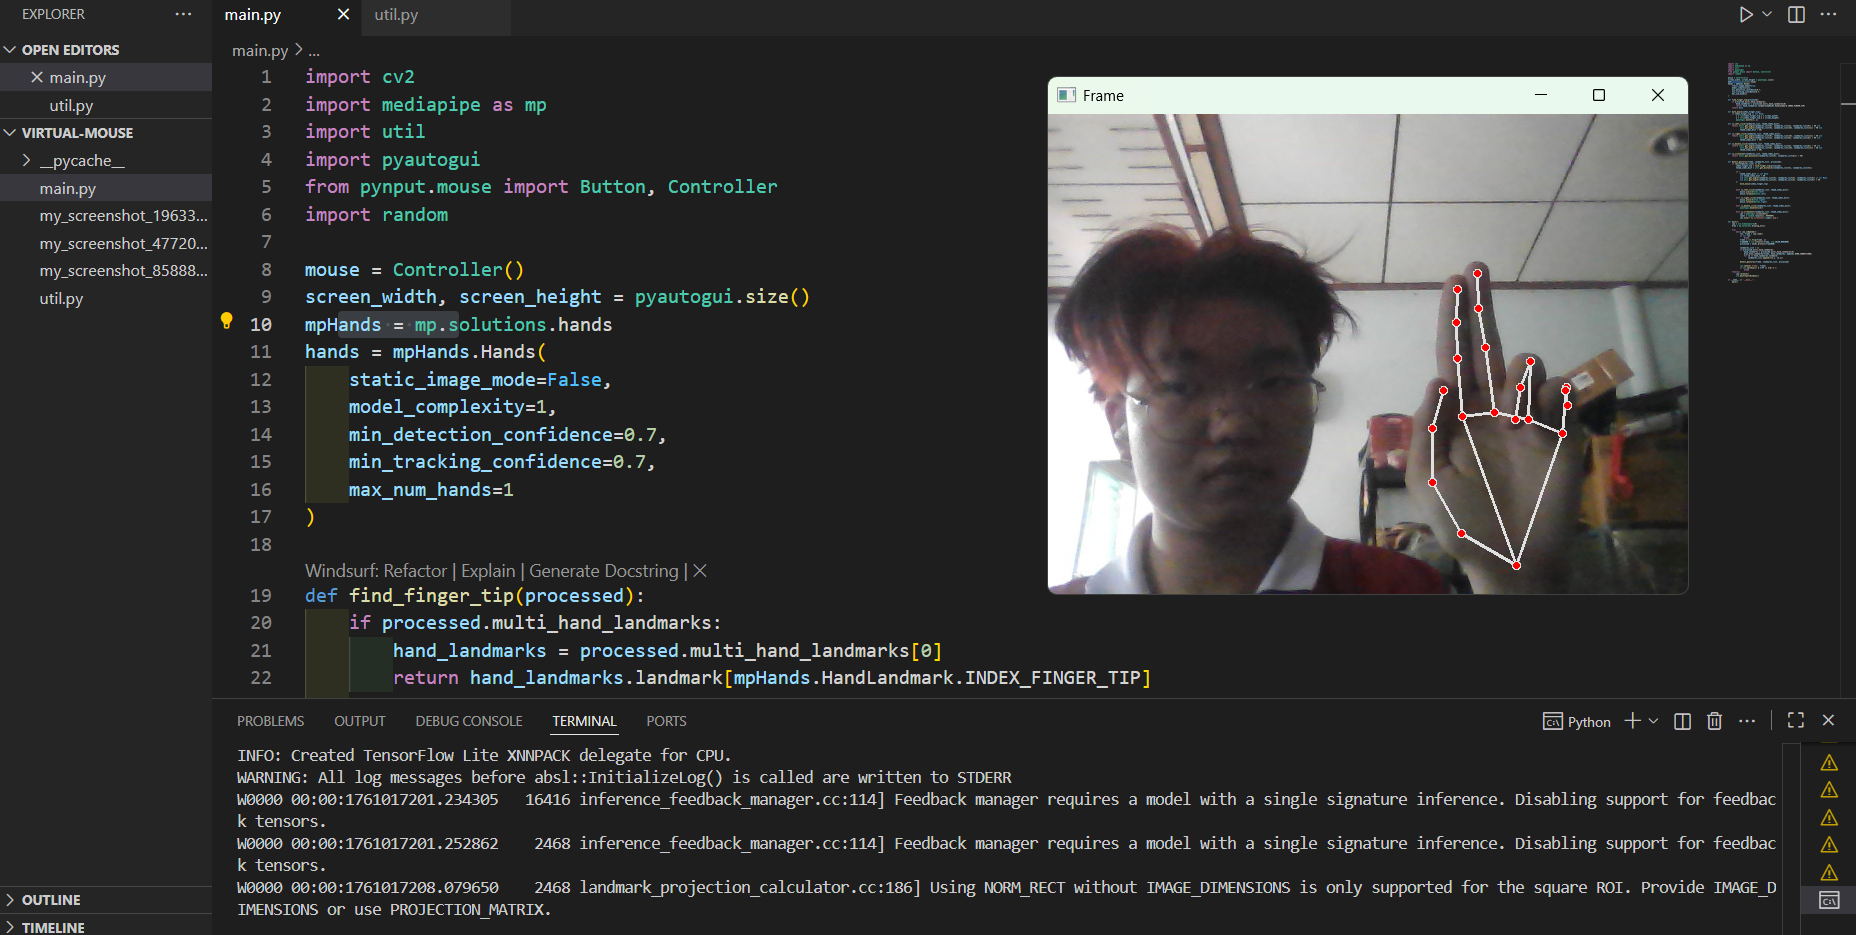 EXPLORER
···
OPEN EDITORS
main.py
util.py
VIRTUAL-MOUSE
__pycache__
main.py
my_screenshot_19633...
my_screenshot_47720...
my_screenshot_85888...
util.py
OUTLINE
TIMELINE
main.py
util.py
main.py > ...
1 import cv2
2 import mediapipe as mp
3 import util
4 import pyautogui
5 from pynput.mouse import Button, Controller
6 import random
7
8 mouse = Controller()
9 screen_width, screen_height = pyautogui.size()
10 mpHands = mp.solutions.hands
11 hands = mpHands.Hands(
12 static_image_mode=False,
13 model_complexity=1,
14 min_detection_confidence=0.7,
15 min_tracking_confidence=0.7,
16 max_num_hands=1
17 )
18
Windsurf: Refactor | Explain | Generate Docstring | ×
19 def find_finger_tip(processed):
20 if processed.multi_hand_landmarks:
21 hand_landmarks = processed.multi_hand_landmarks[0]
22 return hand_landmarks.landmark[mpHands.HandLandmark.INDEX_FINGER_TIP]
Frame
PROBLEMS OUTPUT DEBUG CONSOLE TERMINAL PORTS
Python
INFO: Created TensorFlow Lite XNNPACK delegate for CPU.
WARNING: All log messages before absl::InitializeLog() is called are written to STDERR
W0000 00:00:1761017201.234305 16416 inference_feedback_manager.cc:114] Feedback manager requires a model with a single signature inference. Disabling support for feedbac
k tensors.
W0000 00:00:1761017201.252862 2468 inference_feedback_manager.cc:114] Feedback manager requires a model with a single signature inference. Disabling support for feedbac
k tensors.
W0000 00:00:1761017208.079650 2468 landmark_projection_calculator.cc:186] Using NORM_RECT without IMAGE_DIMENSIONS is only supported for the square ROI. Provide IMAGE_D
IMENSIONS or use PROJECTION_MATRIX.